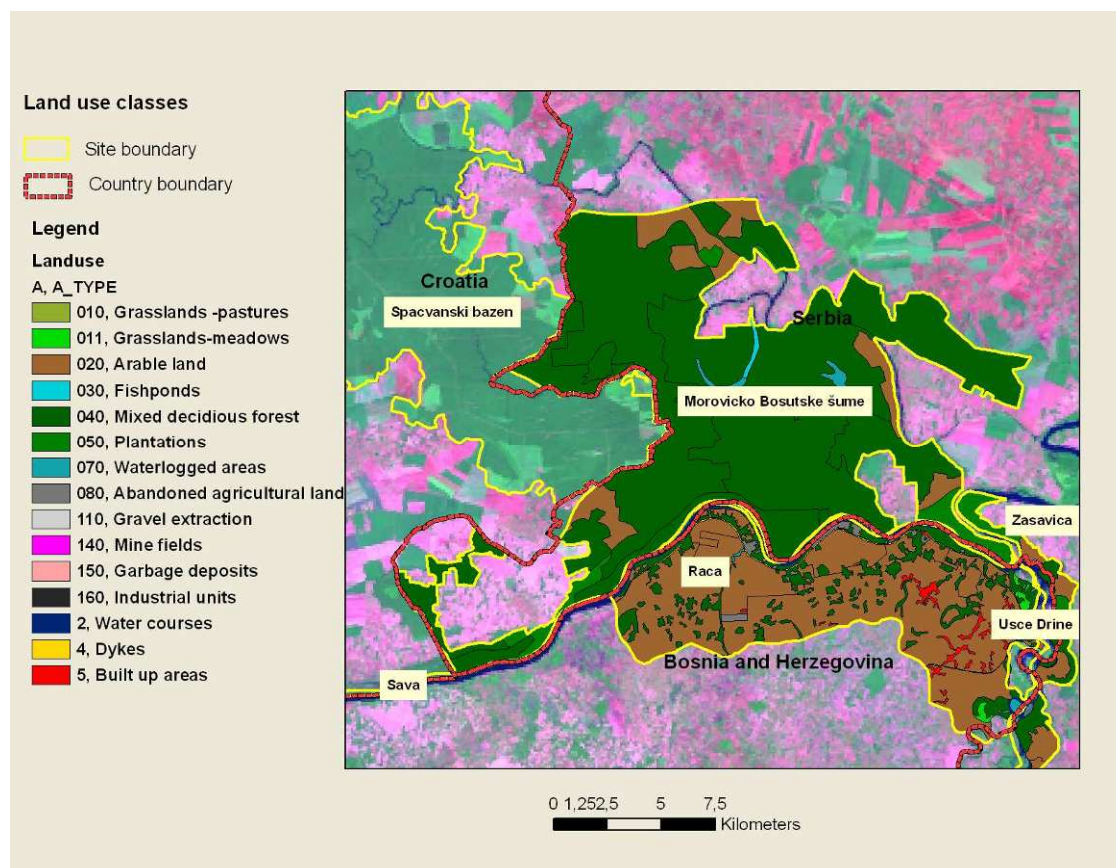 Land use classes
Site boundary
Country boundary
Legend
Landuse
A, A_TYPE
010, Grasslands -pastures
011, Grasslands-meadows
020, Arable land
030, Fishponds
040, Mixed decidious forest
050, Plantations
070, Waterlogged areas
080, Abandoned agricultural land
110, Gravel extraction
140, Mine fields
150, Garbage deposits
160, Industrial units
2, Water courses
4, Dykes
5, Built up areas
Croatia
Spacvanski bazen
Serbia
Morovicko Bosutske šume
Zasavica
Raca
Usce Drine
Bosnia and Herzegovina
Sava
0 1,252,5 5 7,5
Kilometers